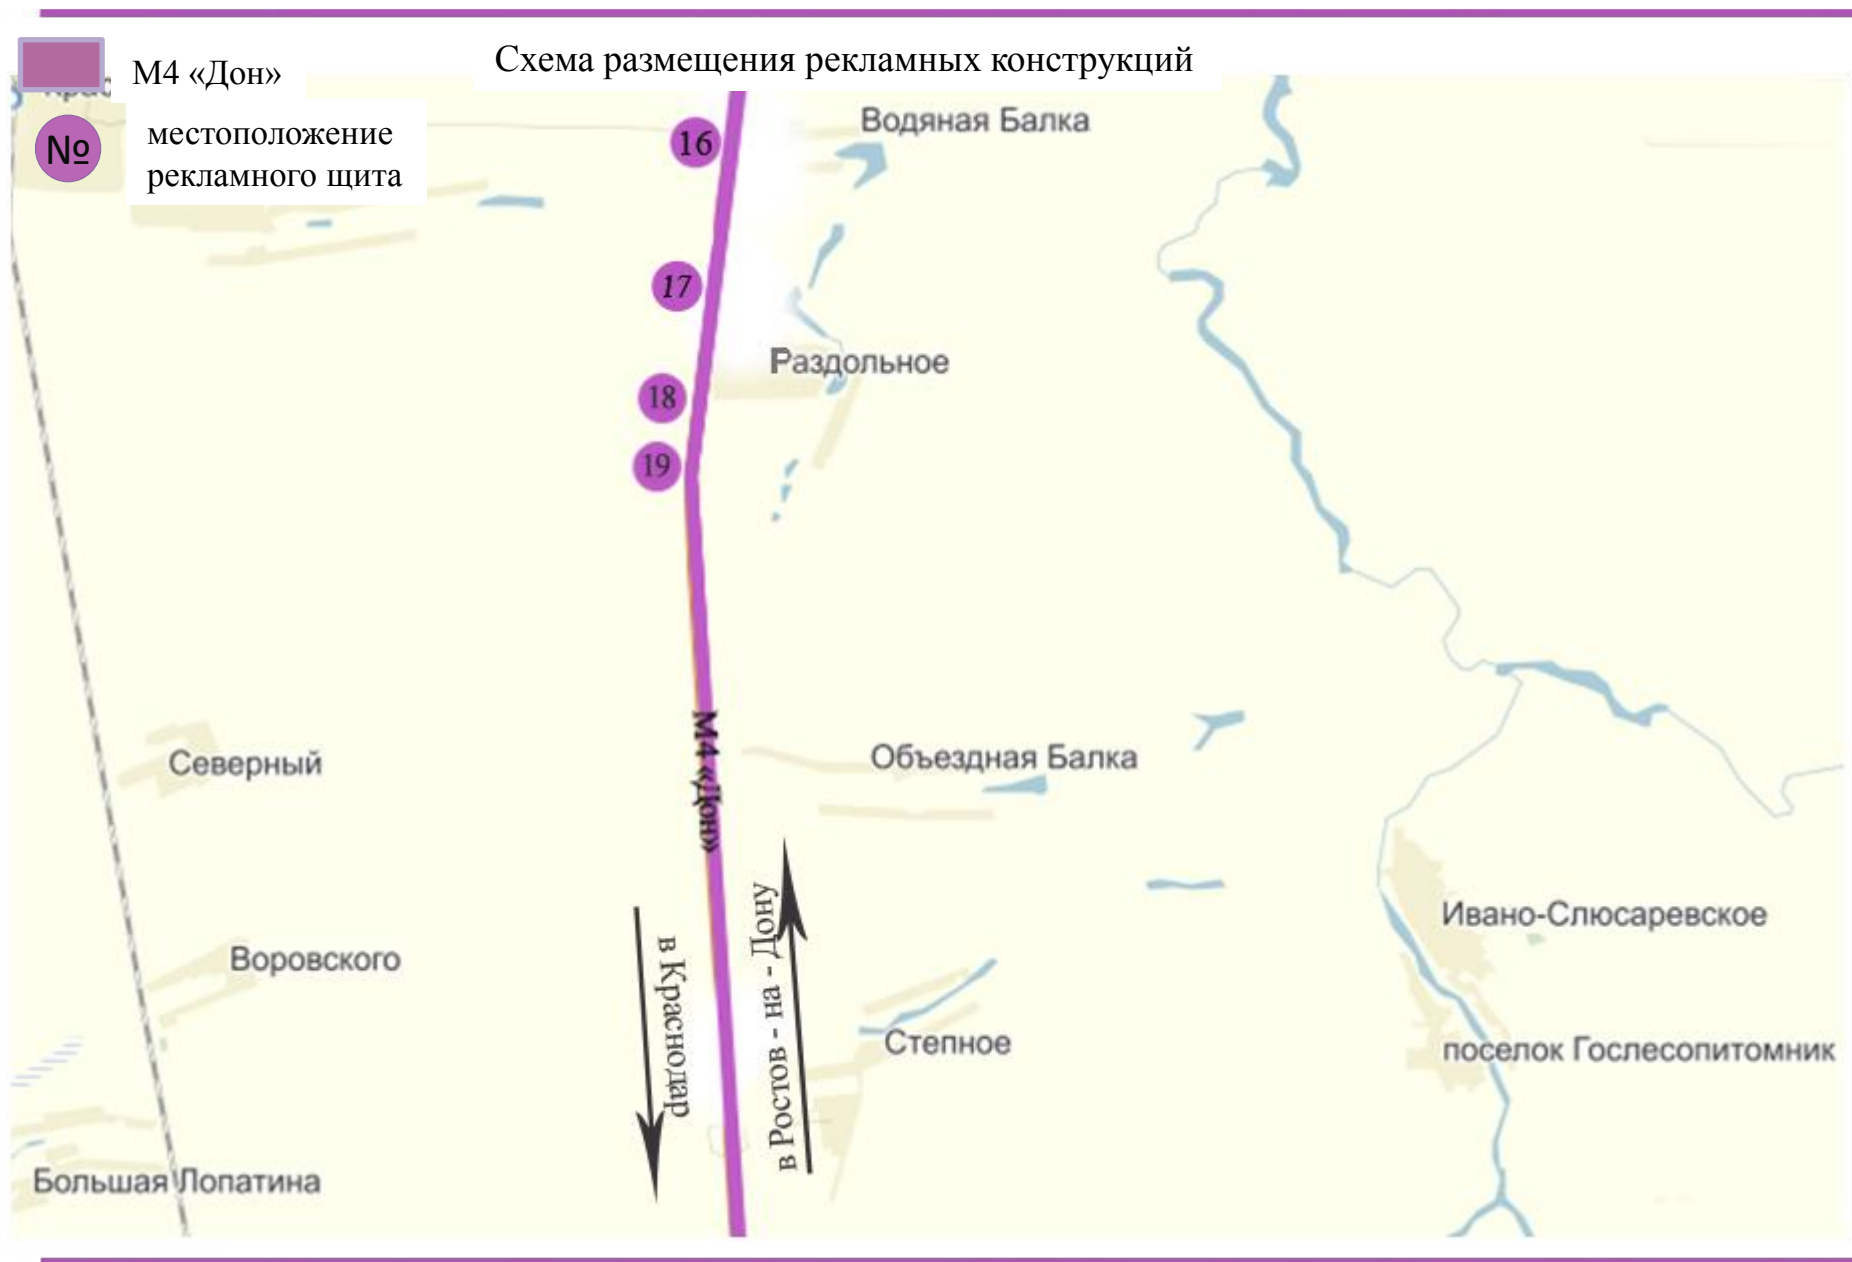 Схема размещения рекламных конструкций
М4 «Дон»
№
местоположение
рекламного щита
16
Водяная Балка
17
Раздольное
18
19
М4 «Дон»
Северный
Объездная Балка
Ивано-Слюсаревское
Воровского
в Краснодар
в Ростов - на - Дону
Степное
поселок Гослесопитомник
Большая Лопатина